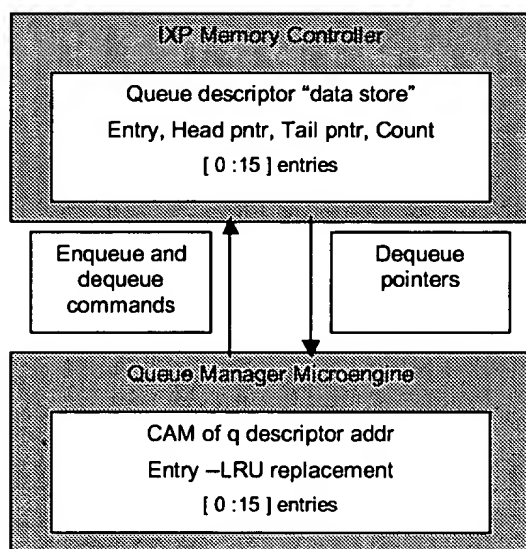 IXP Memory Controller
Queue descriptor “data store”
Entry, Head pntr, Tail pntr, Count
[ 0 :15 ] entries
Enqueue and
dequeue
commands
Dequeue
pointers
Queue Manager Microengine
CAM of q descriptor addr
Entry –LRU replacement
[ 0 :15 ] entries